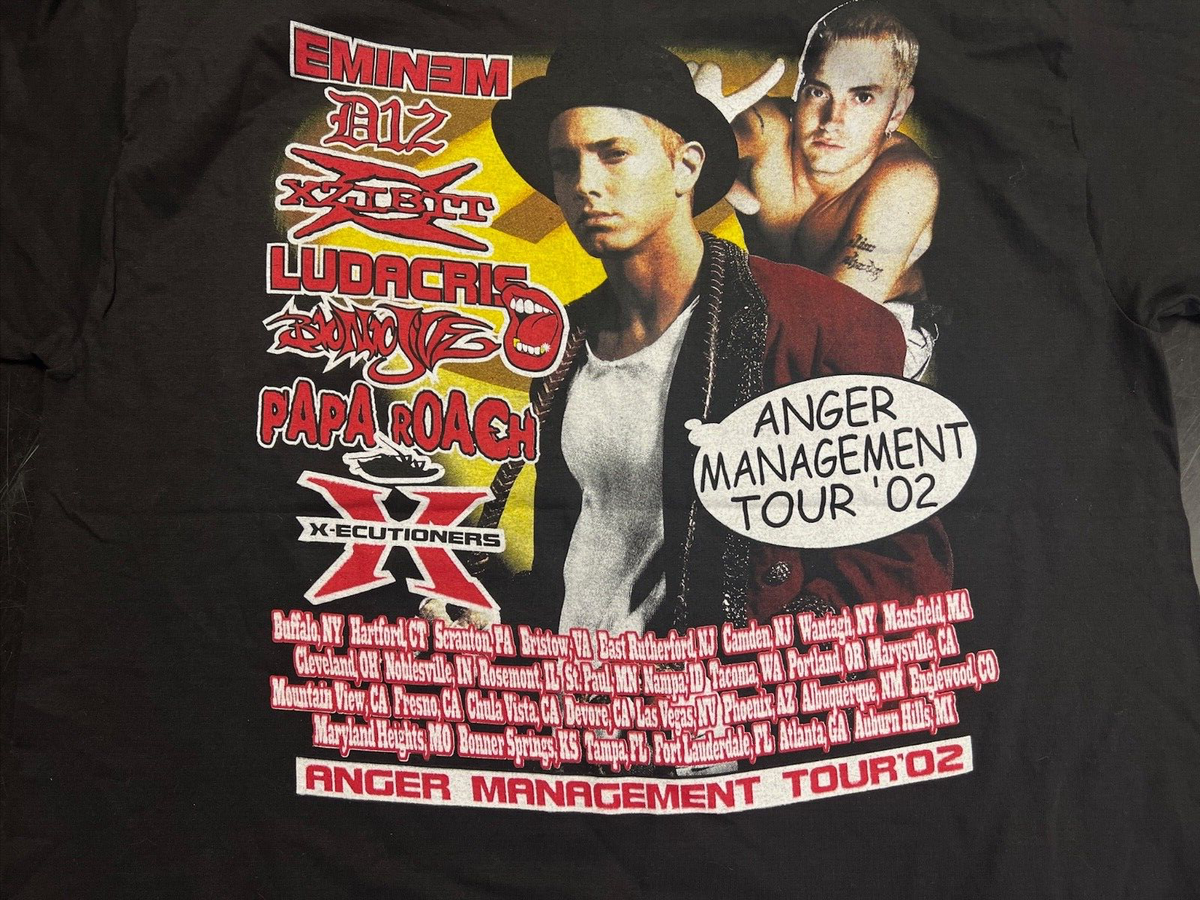 EMINƎM
D12
XZIBIT
LUDACRIS
BIONIC JIVE
PAPA ROACH
X
X-ECUTIONERS
ANGER
MANAGEMENT
TOUR '02
Buffalo, NY Hartford, CT Scranton, PA Bristow, VA East Rutherford, NJ Camden, NJ Wantagh, NY Mansfield, MA
Cleveland, OH Noblesville, IN Rosemont, IL St. Paul, MN Nampa, ID Tacoma, WA Portland, OR Marysville, CA
Mountain View, CA Fresno, CA Chula Vista, CA Devore, CA Las Vegas, NV Phoenix, AZ Albuquerque, NM Englewood, CO
Maryland Heights, MO Bonner Springs, KS Tampa, FL Fort Lauderdale, FL Atlanta, GA Auburn Hills, MI
ANGER MANAGEMENT TOUR'02